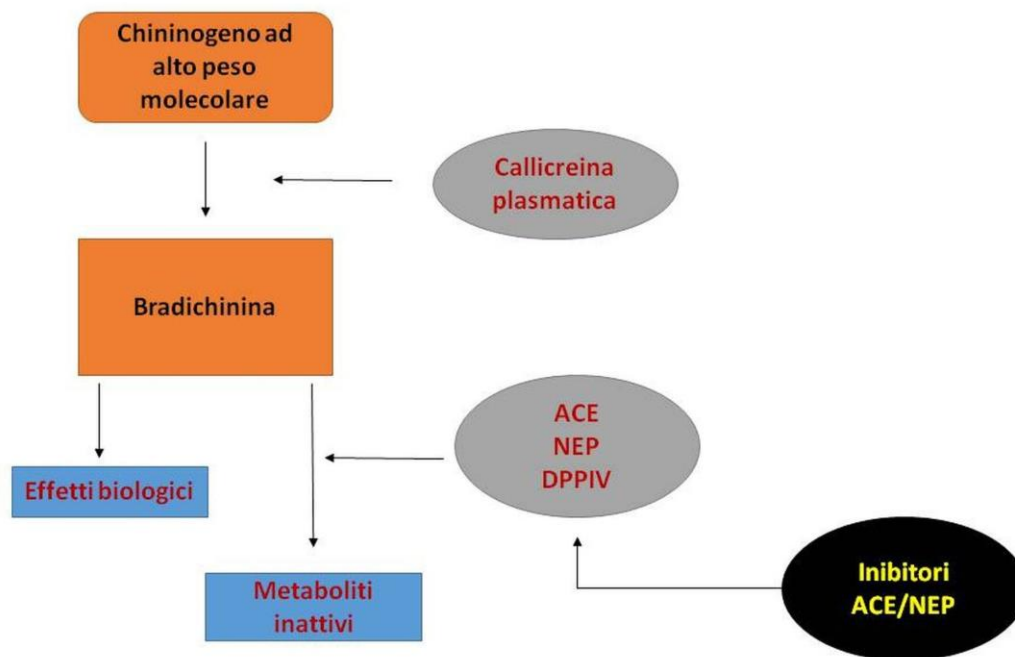 Chininogeno ad
alto peso
molecolare
Callicreina
plasmatica
Bradichinina
ACE
NEP
DPPIV
Effetti biologici
Metaboliti
inattivi
Inibitori
ACE/NEP